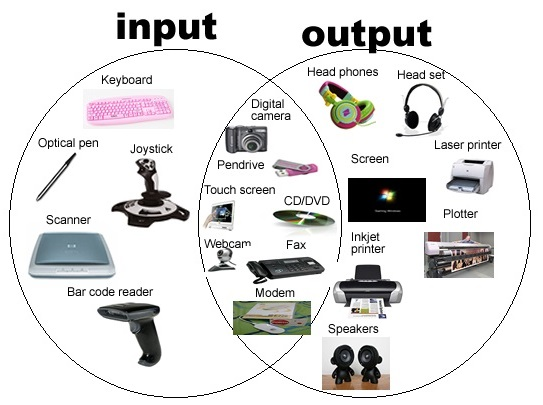 input
output
Keyboard
Head phones
Head set
Digital
camera
Optical pen
Joystick
Laser printer
Pendrive
Screen
Touch screen
CD/DVD
Scanner
Plotter
Webcam
Fax
Inkjet
printer
Bar code reader
Modem
Speakers